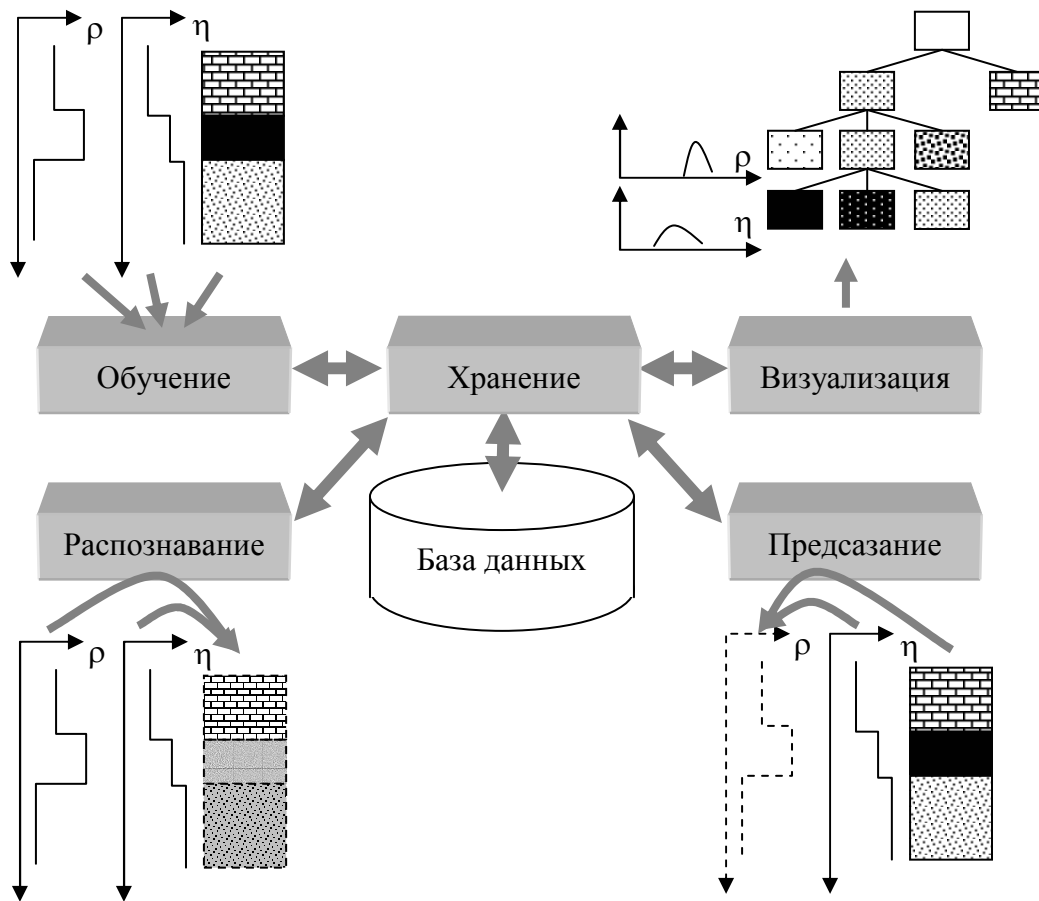 ρ
η
ρ
η
Обучение
Хранение
Визуализация
Распознавание
База данных
Предсазание
ρ
η
ρ
η